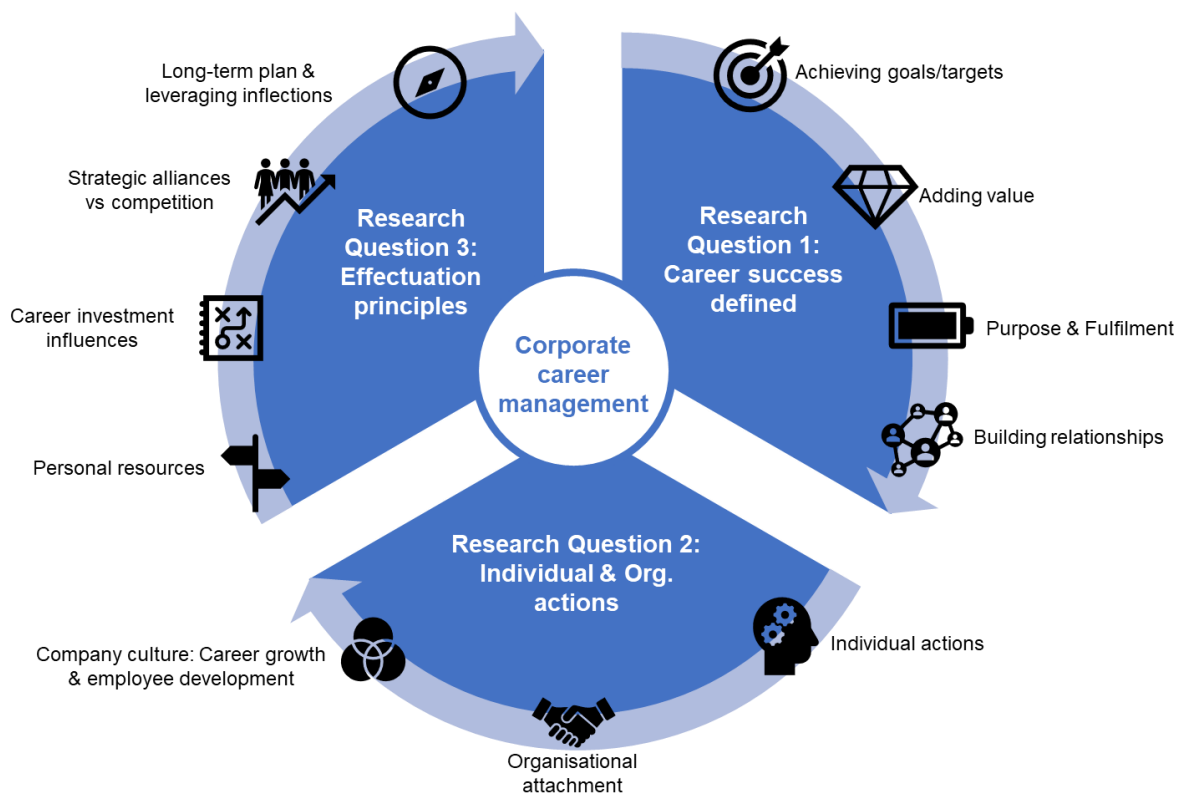 Long-term plan &
leveraging inflections
Strategic alliances
vs competition
Career investment
influences
Personal resources
Research
Question 3:
Effectuation
principles
Achieving goals/targets
Adding value
Purpose & Fulfilment
Building relationships
Research
Question 1:
Career success
defined
Corporate
career
management
Research Question 2:
Individual & Org.
actions
Individual actions
Organisational
attachment
Company culture: Career growth
& employee development